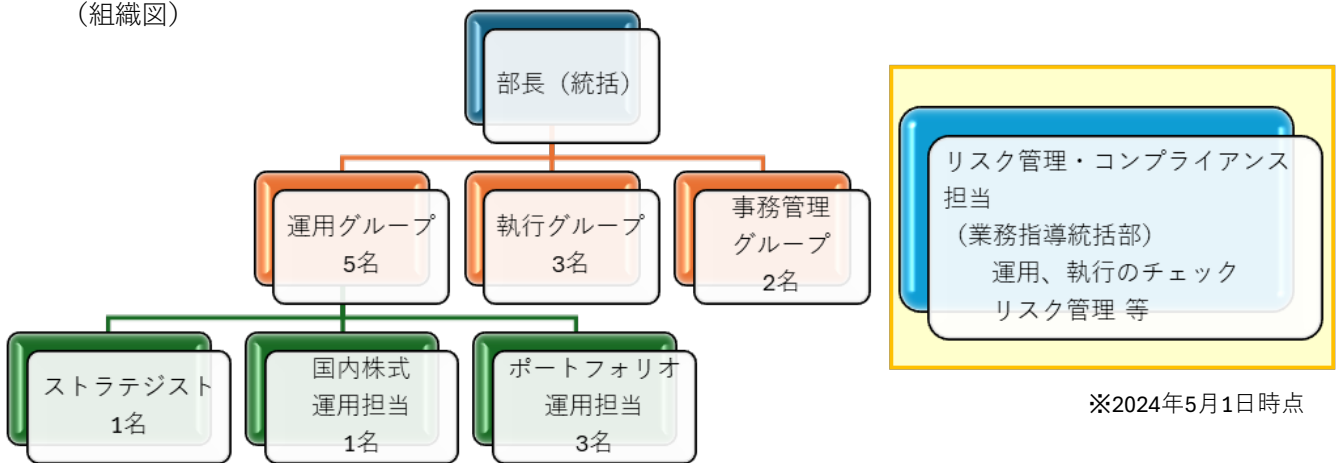 （組織図）
部長（統括）
運用グループ
5名
執行グループ
3名
事務管理
グループ
2名
ストラテジスト
1名
国内株式
運用担当
1名
ポートフォリオ
運用担当
3名
リスク管理・コンプライアンス
担当
（業務指導統括部）
運用、執行のチェック
リスク管理 等
※2024年5月1日時点